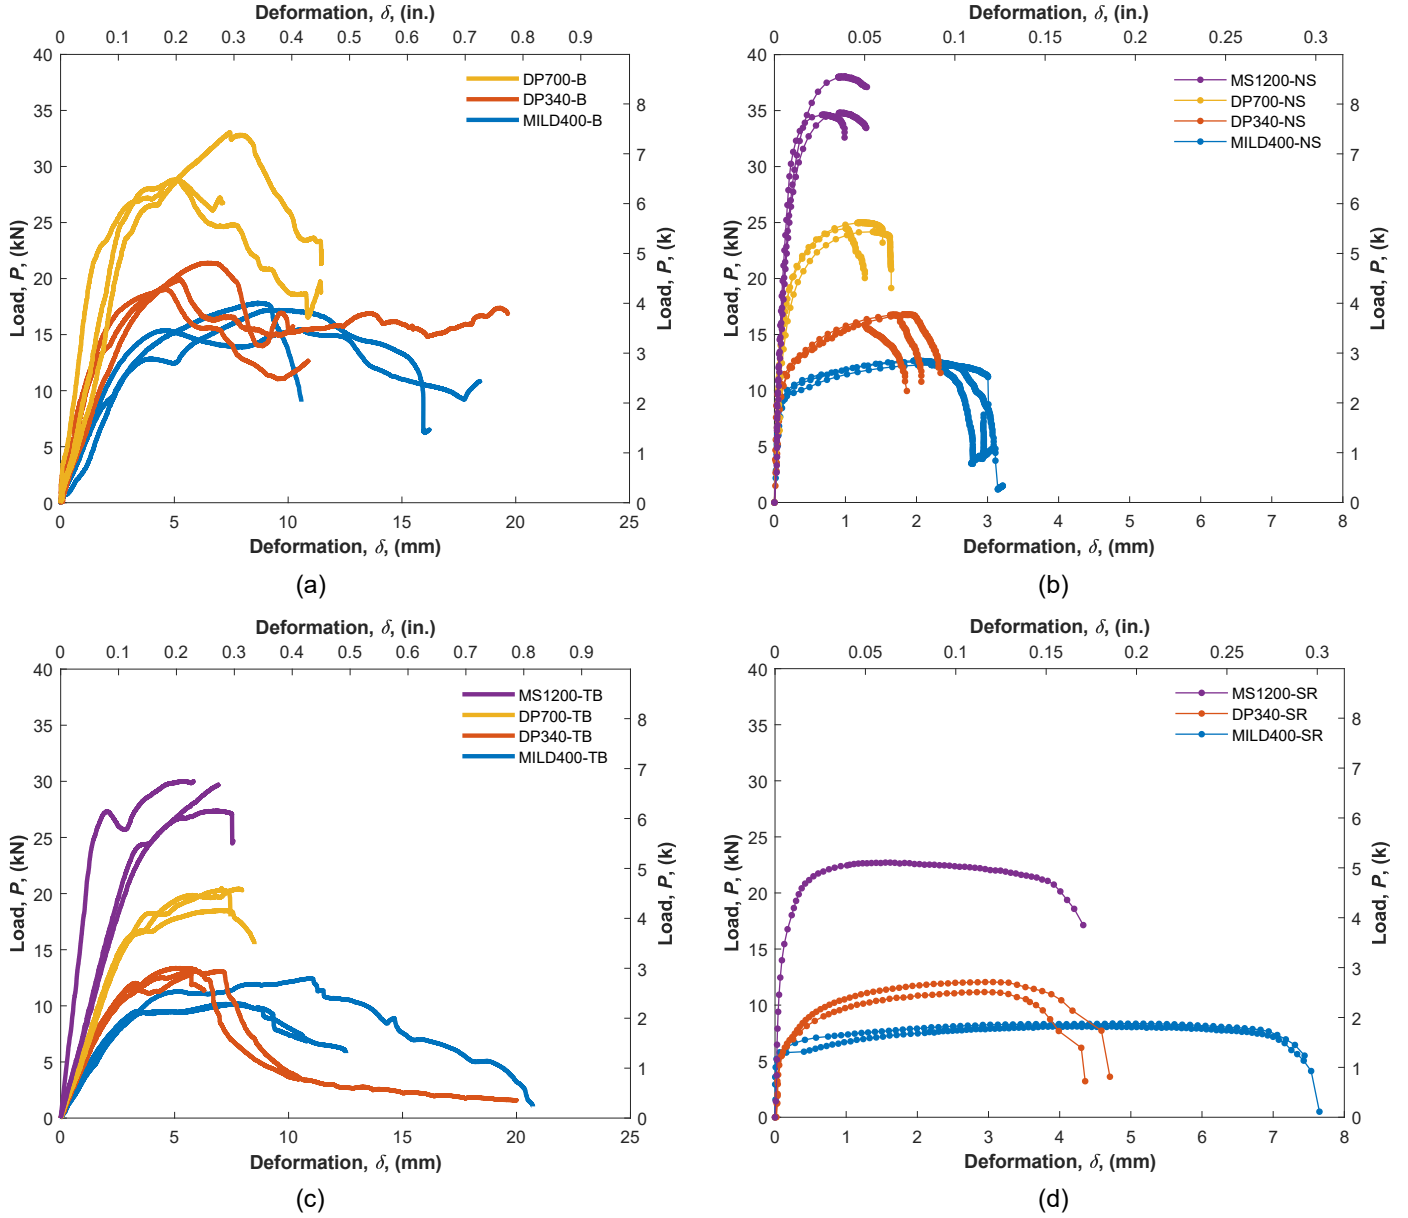 Deformation, δ, (in.)
0 0.1 0.2 0.3 0.4 0.5 0.6 0.7 0.8 0.9
40
35
30
25
20
15
10
5
0
Load, P, (kN)
DP700-B
DP340-B
MILD400-B
8
7
6
5
4
3
2
1
0
Load, P, (k)
0 5 10 15 20 25
Deformation, δ, (mm)
(a)
Deformation, δ, (in.)
0 0.05 0.1 0.15 0.2 0.25 0.3
40
35
30
25
20
15
10
5
0
Load, P, (kN)
MS1200-NS
DP700-NS
DP340-NS
MILD400-NS
8
7
6
5
4
3
2
1
0
Load, P, (k)
0 1 2 3 4 5 6 7 8
Deformation, δ, (mm)
(b)
Deformation, δ, (in.)
0 0.1 0.2 0.3 0.4 0.5 0.6 0.7 0.8 0.9
40
35
30
25
20
15
10
5
0
Load, P, (kN)
MS1200-TB
DP700-TB
DP340-TB
MILD400-TB
8
7
6
5
4
3
2
1
0
Load, P, (k)
0 5 10 15 20 25
Deformation, δ, (mm)
(c)
Deformation, δ, (in.)
0 0.05 0.1 0.15 0.2 0.25 0.3
40
35
30
25
20
15
10
5
0
Load, P, (kN)
MS1200-SR
DP340-SR
MILD400-SR
8
7
6
5
4
3
2
1
0
Load, P, (k)
0 1 2 3 4 5 6 7 8
Deformation, δ, (mm)
(d)